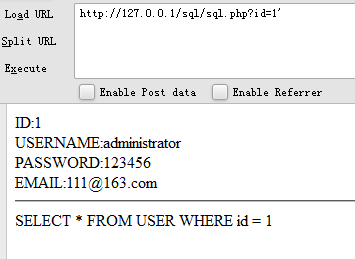 Load URL
http://127.0.0.1/sql/sql.php?id=1'
Split URL
Execute
Enable Post data Enable Referrer
ID:1
USERNAME:administrator
PASSWORD:123456
EMAIL:111@163.com
SELECT * FROM USER WHERE id = 1